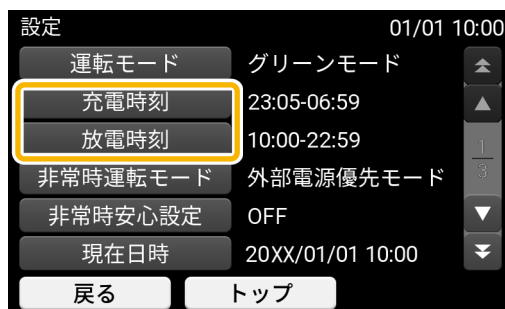 設定 01/01 10:00
運転モード グリーンモード
充電時刻 23:05-06:59
放電時刻 10:00-22:59
非常時運転モード 外部電源優先モード
非常時安心設定 OFF
現在日時 20XX/01/01 10:00
1
3
戻る トップ